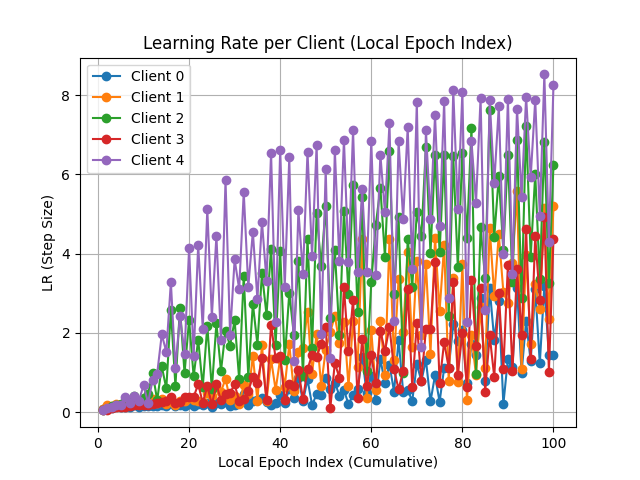 Learning Rate per Client (Local Epoch Index)
Client 0
Client 1
Client 2
Client 3
Client 4
LR (Step Size)
8
6
4
2
0
0 20 40 60 80 100
Local Epoch Index (Cumulative)